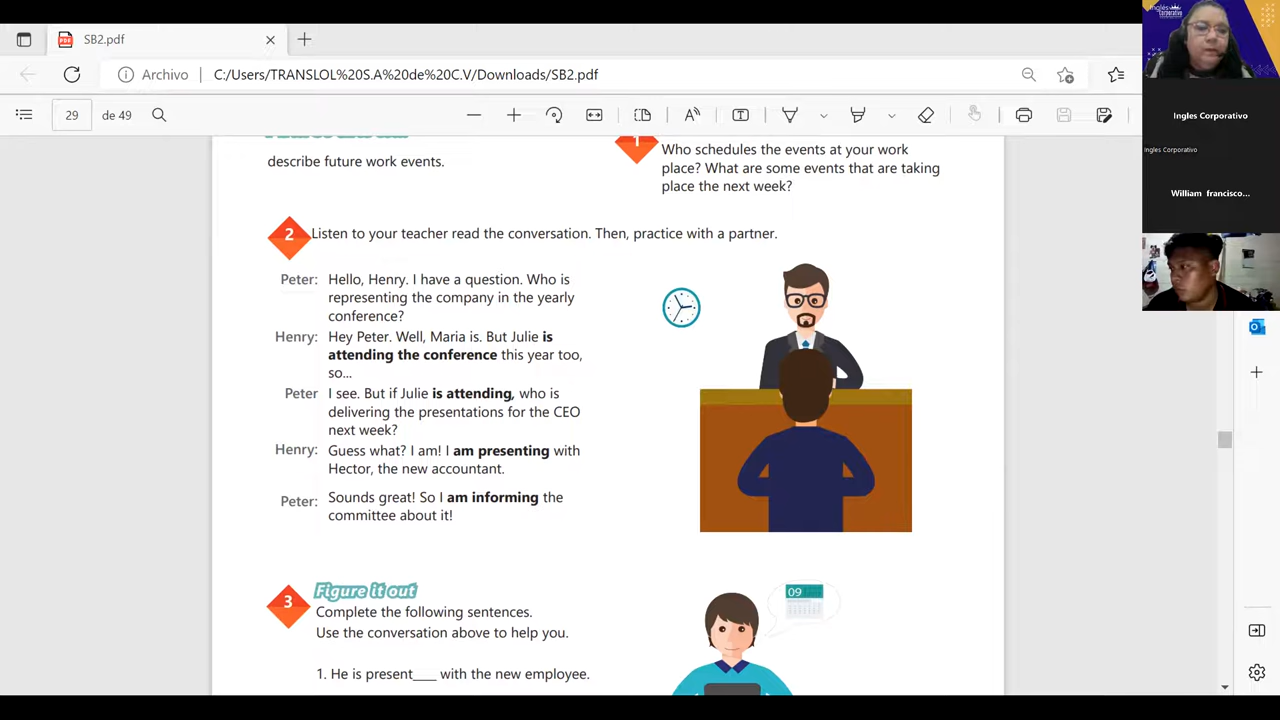 SB2.pdf
Archivo
C:/Users/TRANSLOL%20S.A%20de%20C.V/Downloads/SB2.pdf
29
de 49
describe future work events.
1
Who schedules the events at your work
place? What are some events that are taking
place the next week?
2
Listen to your teacher read the conversation. Then, practice with a partner.
Peter: Hello, Henry. I have a question. Who is
representing the company in the yearly
conference?
Henry: Hey Peter. Well, Maria is. But Julie is
attending the conference this year too,
so...
Peter I see. But if Julie is attending, who is
delivering the presentations for the CEO
next week?
Henry: Guess what? I am! I am presenting with
Hector, the new accountant.
Peter: Sounds great! So I am informing the
committee about it!
3
Figure it out
Complete the following sentences.
Use the conversation above to help you.
1. He is present___ with the new employee.
09
Inglés
Corporativo
Ingles Corporativo
Ingles Corporativo
William francisco...